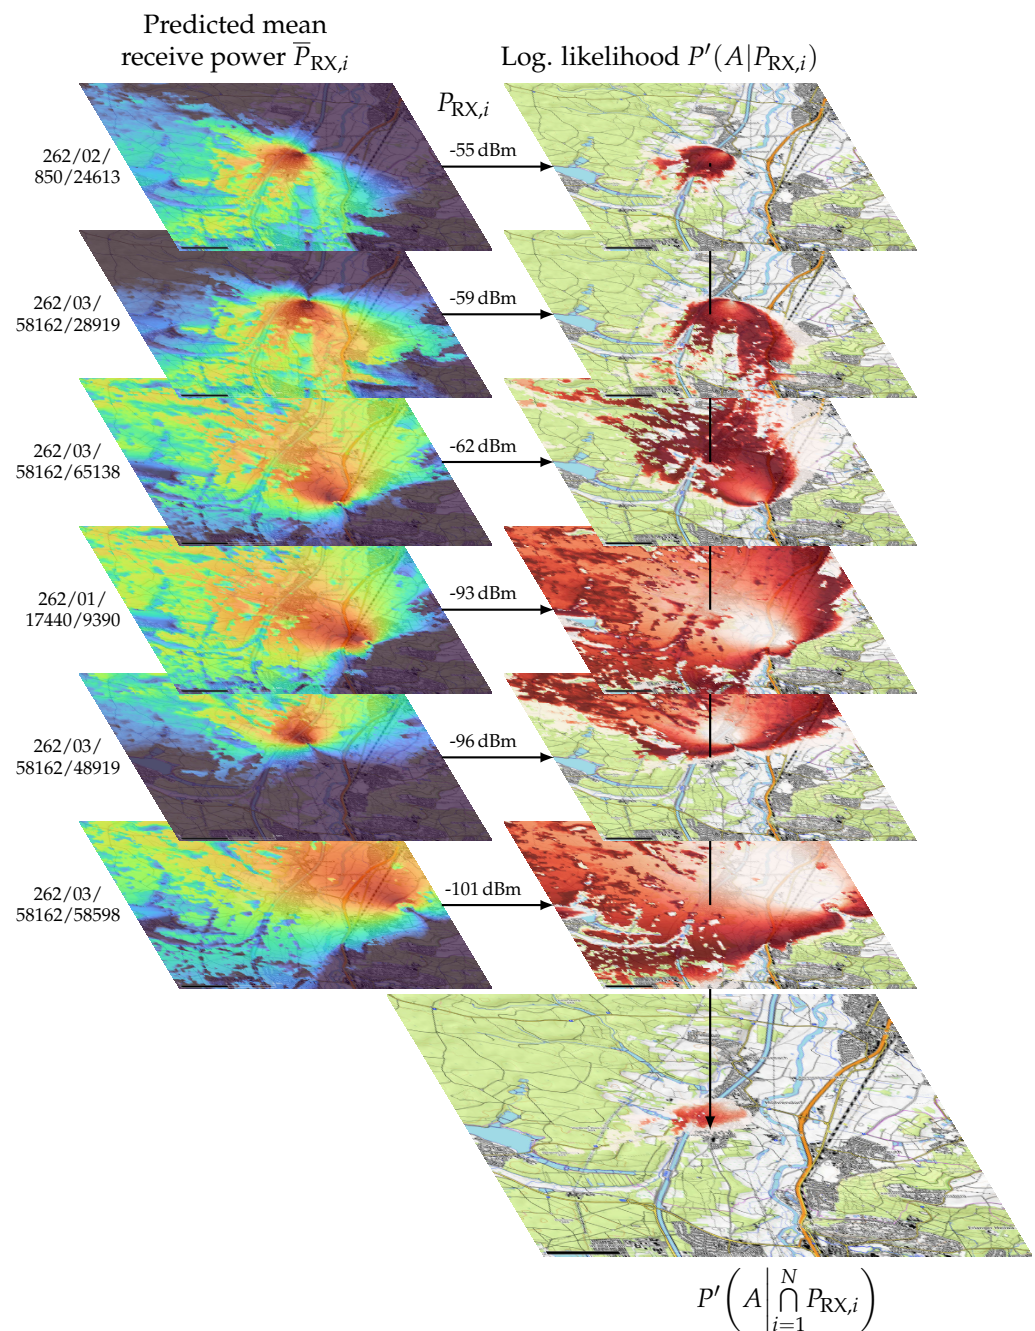 Predicted mean
receive power P̅RX,i
Log. likelihood P′(A|PRX,i)
PRX,i
262/02/
850/24613
-55 dBm
262/03/
58162/28919
-59 dBm
262/03/
58162/65138
-62 dBm
262/01/
17440/9390
-93 dBm
262/03/
58162/48919
-96 dBm
262/03/
58162/58598
-101 dBm
P′(A|⋂i=1N PRX,i)